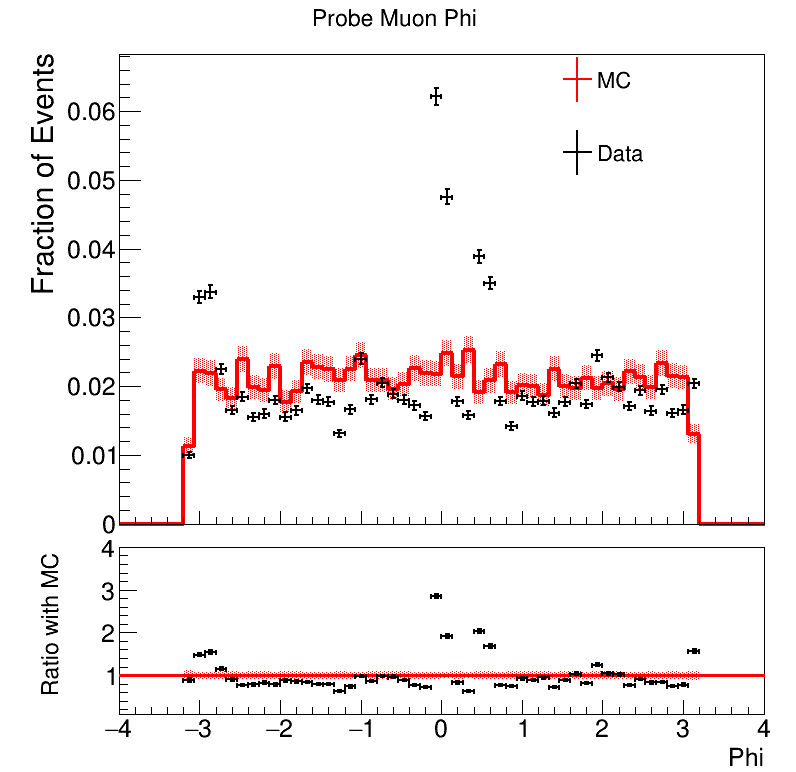 Probe Muon Phi
Fraction of Events
0.06
0.05
0.04
0.03
0.02
0.01
0
MC
Data
Ratio with MC
4
3
2
1
−4 −3 −2 −1 0 1 2 3 4
Phi